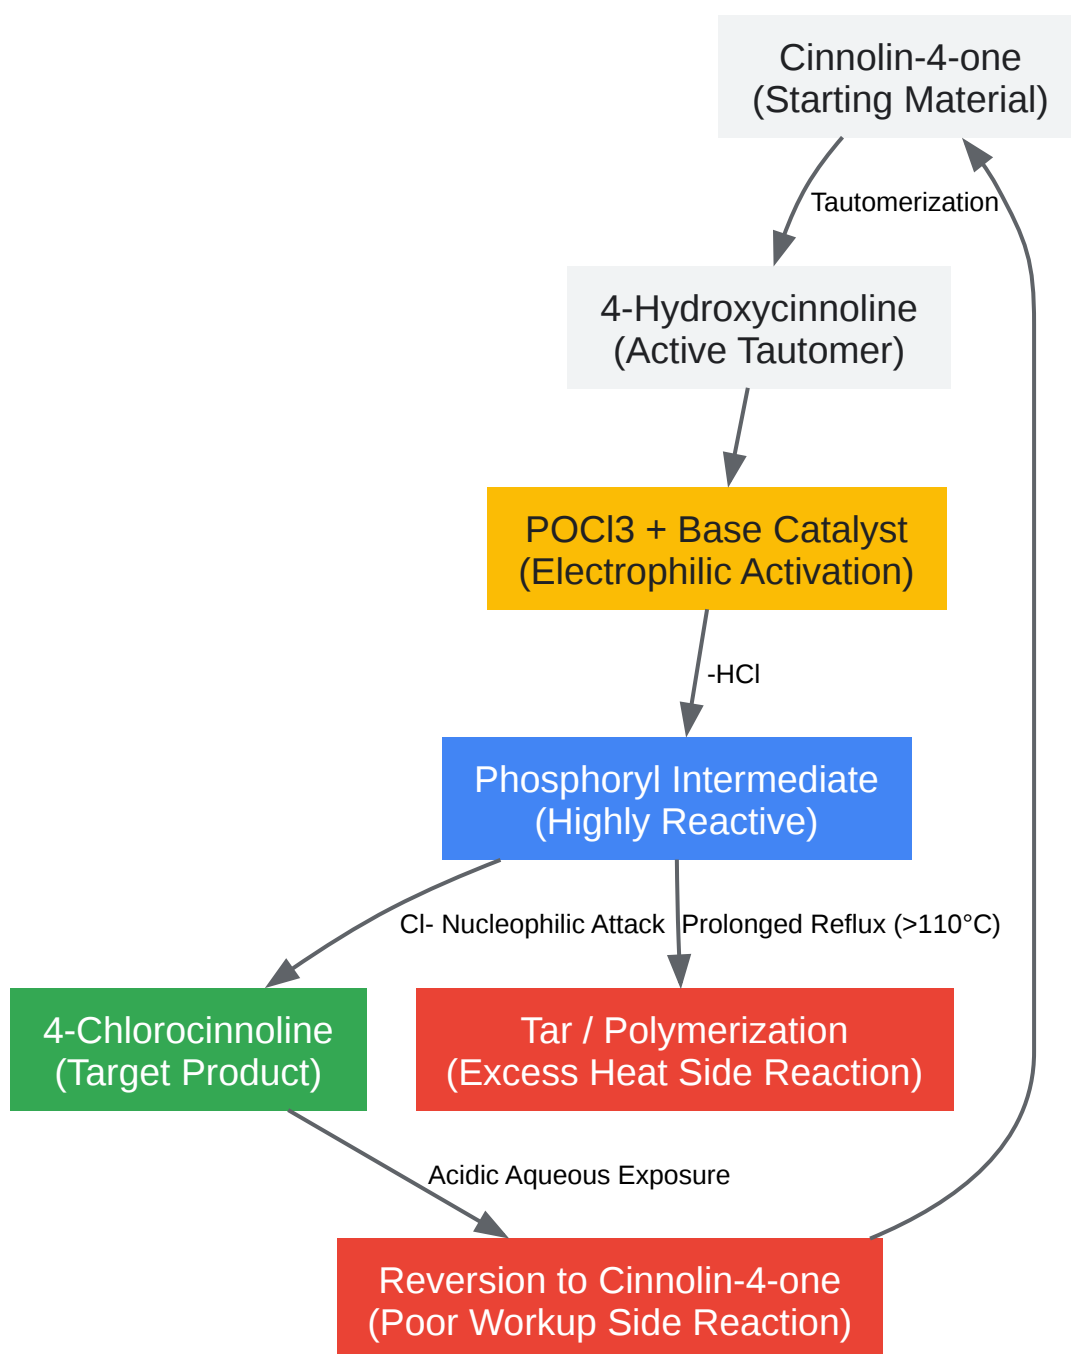 Cinnolin-4-one
(Starting Material)
Tautomerization
4-Hydroxycinnoline
(Active Tautomer)
POCl3 + Base Catalyst
(Electrophilic Activation)
-HCl
Phosphoryl Intermediate
(Highly Reactive)
Cl- Nucleophilic Attack
Prolonged Reflux (>110°C)
4-Chlorocinnoline
(Target Product)
Tar / Polymerization
(Excess Heat Side Reaction)
Acidic Aqueous Exposure
Reversion to Cinnolin-4-one
(Poor Workup Side Reaction)